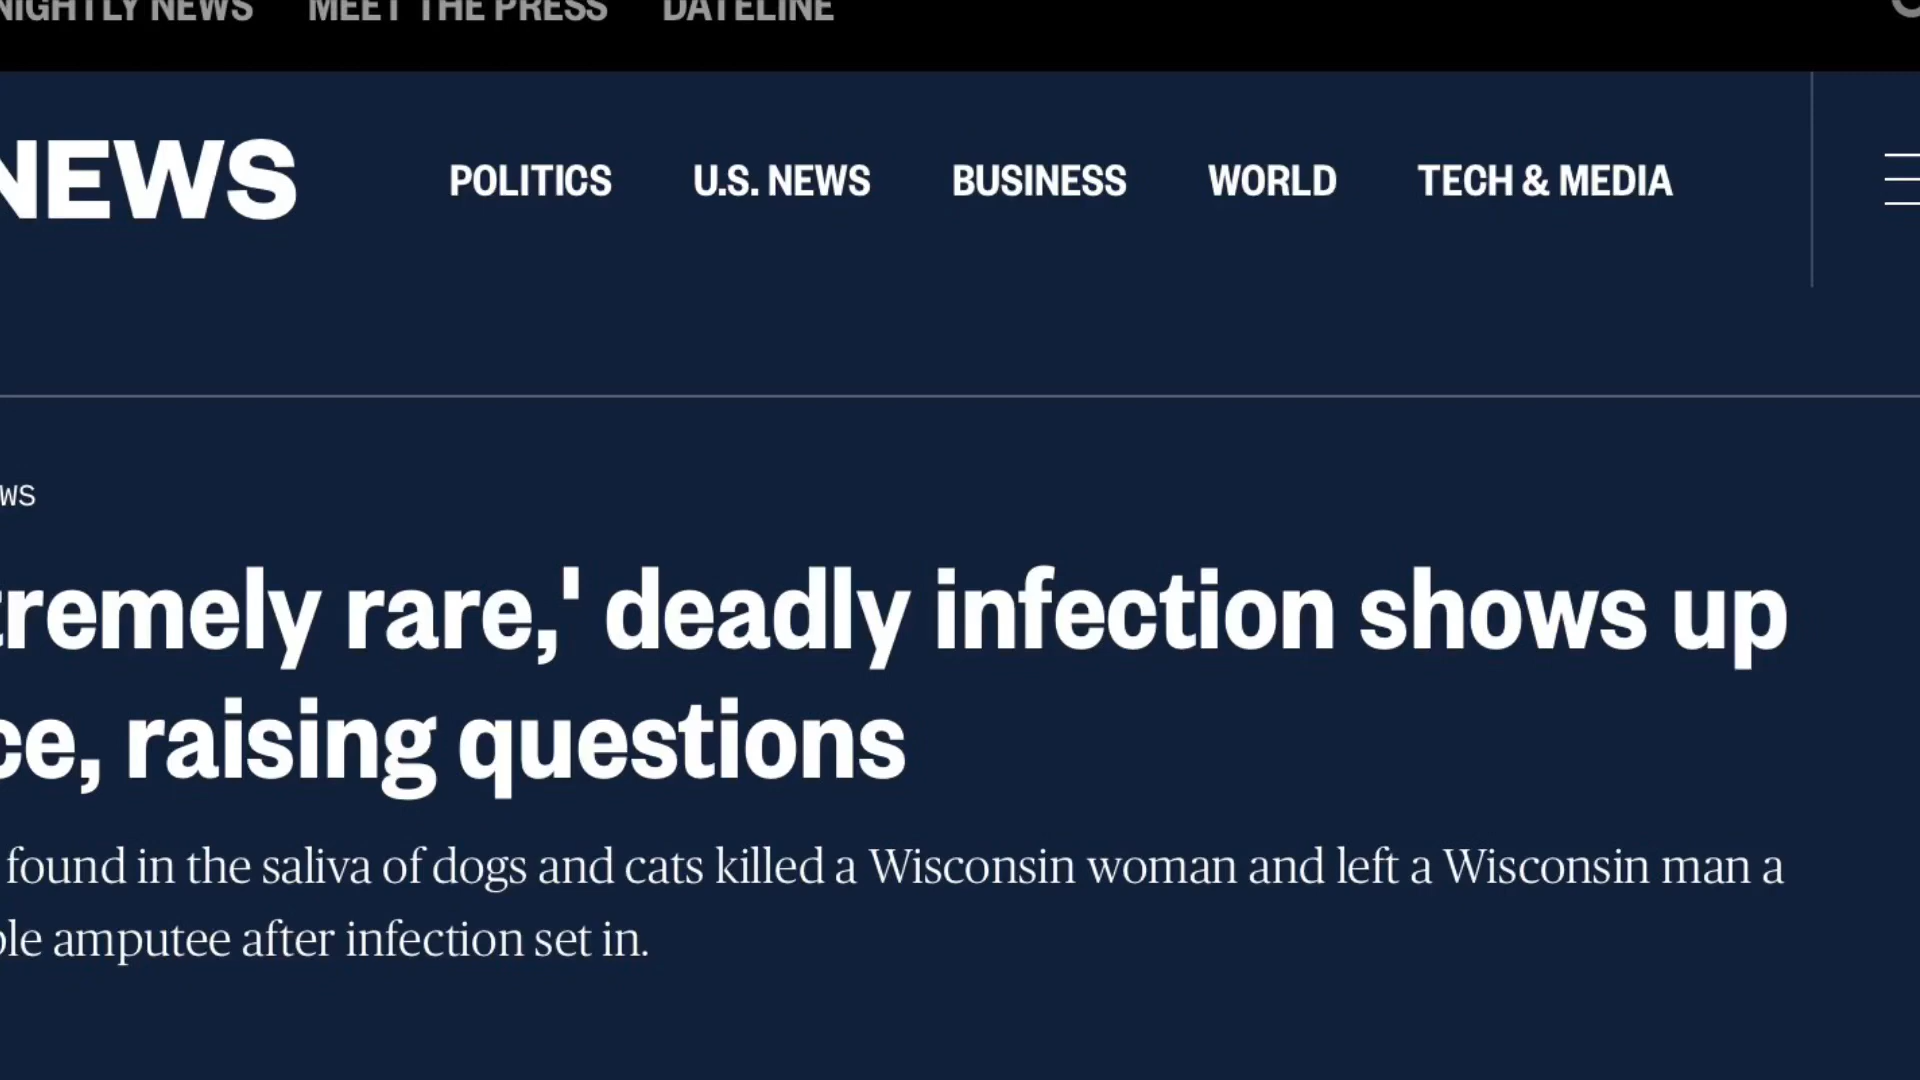 NIGHTLY NEWS MEET THE PRESS DATELINE
NEWS POLITICS U.S. NEWS BUSINESS WORLD TECH & MEDIA
ws
tremely rare,' deadly infection shows up
ce, raising questions
found in the saliva of dogs and cats killed a Wisconsin woman and left a Wisconsin man a
ple amputee after infection set in.